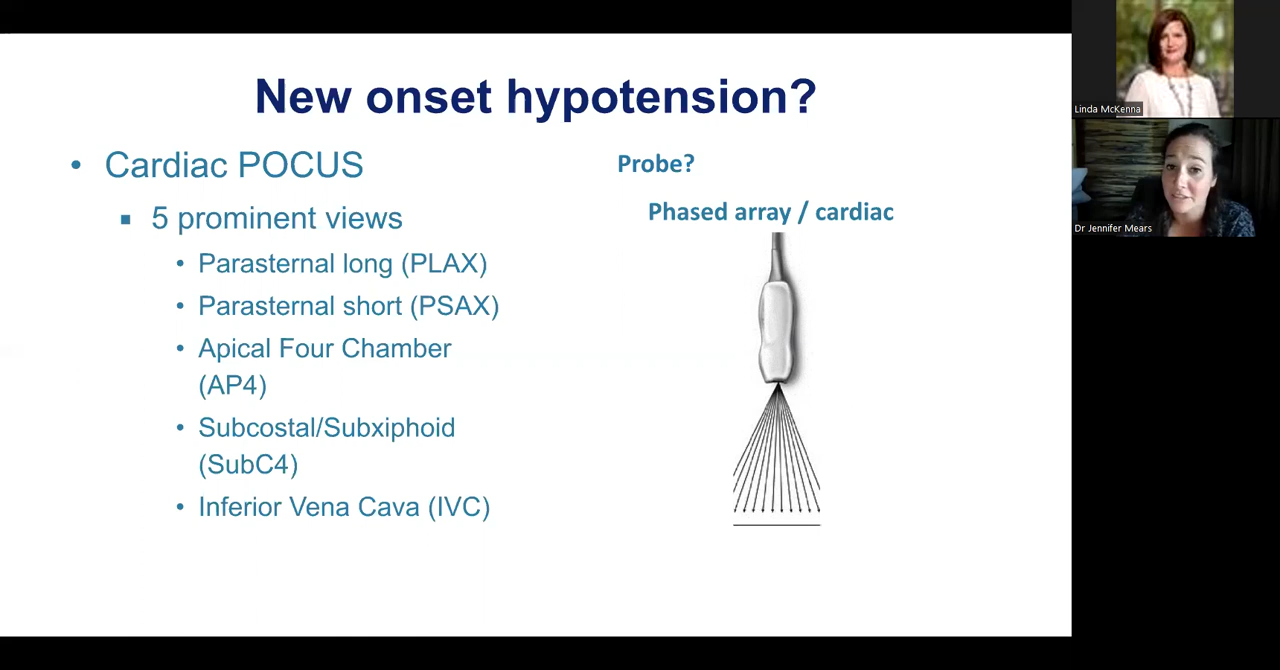 New onset hypotension?
• Cardiac POCUS
▪ 5 prominent views
• Parasternal long (PLAX)
• Parasternal short (PSAX)
• Apical Four Chamber
(AP4)
• Subcostal/Subxiphoid
(SubC4)
• Inferior Vena Cava (IVC)
Probe?
Phased array / cardiac
Linda McKenna
Dr Jennifer Mears